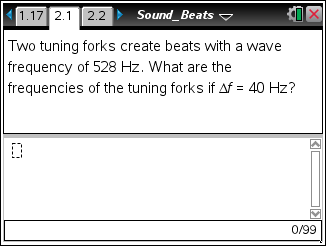 1.17 2.1 2.2 Sound_Beats
Two tuning forks create beats with a wave
frequency of 528 Hz. What are the
frequencies of the tuning forks if Δf = 40 Hz?
0/99